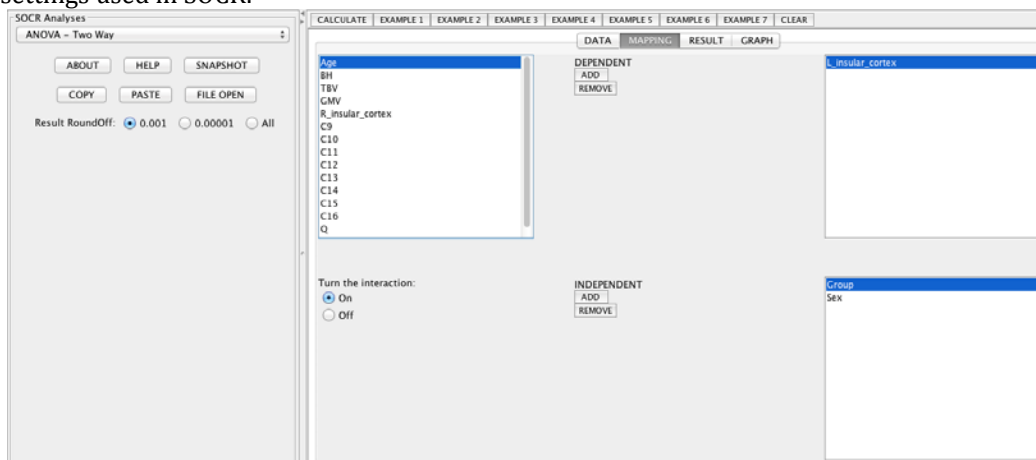 settings used in SOCR.
SOCR Analyses
ANOVA - Two Way
ABOUT HELP SNAPSHOT
COPY PASTE FILE OPEN
Result RoundOff: 0.001 0.00001 All
CALCULATE EXAMPLE 1 EXAMPLE 2 EXAMPLE 3 EXAMPLE 4 EXAMPLE 5 EXAMPLE 6 EXAMPLE 7 CLEAR
DATA MAPPING RESULT GRAPH
Age
BH
TBV
GMV
R_insular_cortex
C9
C10
C11
C12
C13
C14
C15
C16
Q
DEPENDENT
ADD
REMOVE
L_insular_cortex
Turn the interaction:
On
Off
INDEPENDENT
ADD
REMOVE
Group
Sex